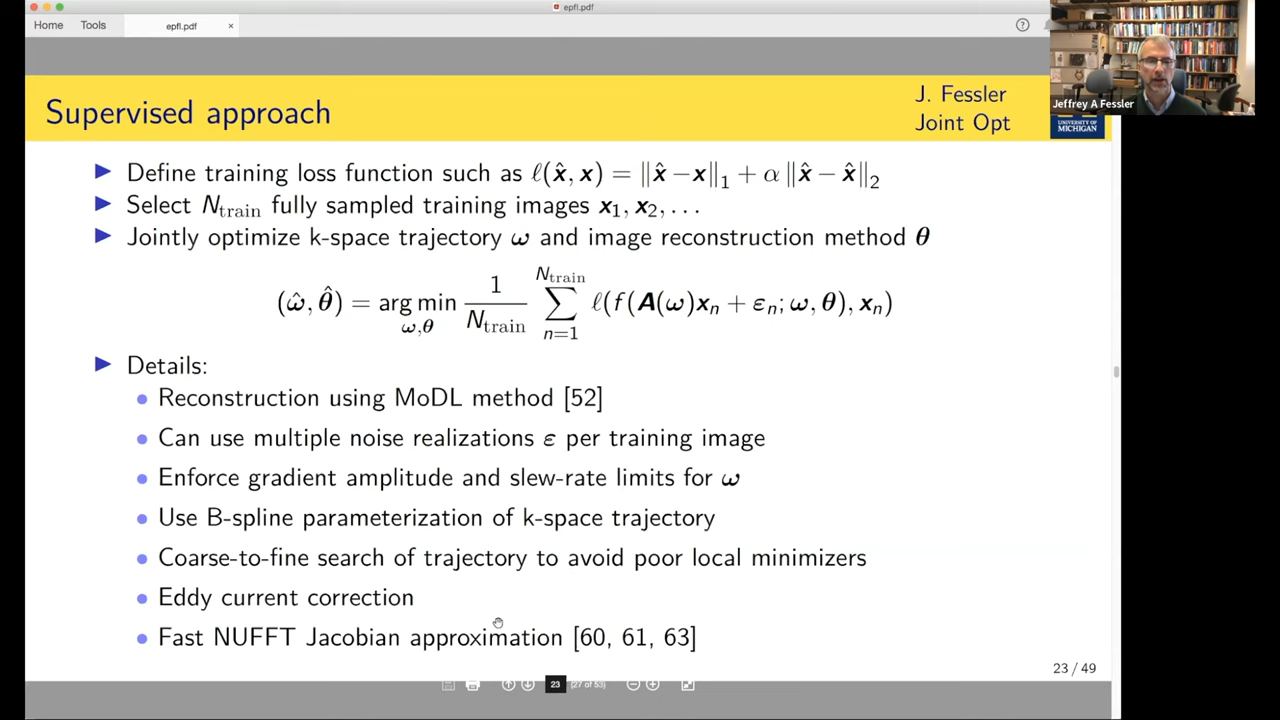 epfl.pdf
Home Tools epfl.pdf ×
Jeffrey A Fessler
Supervised approach
J. Fessler
Joint Opt
UNIVERSITY OF
MICHIGAN
▶ Define training loss function such as ℓ(x̂, x) = ‖x̂ − x‖₁ + α ‖x̂ − x̂‖₂
▶ Select N_train fully sampled training images x₁, x₂, . . .
▶ Jointly optimize k-space trajectory ω and image reconstruction method θ
(ω̂, θ̂) = arg min_{ω,θ} 1/N_train ∑_{n=1}^{N_train} ℓ(f(A(ω)xₙ + εₙ; ω, θ), xₙ)
▶ Details:
• Reconstruction using MoDL method [52]
• Can use multiple noise realizations ε per training image
• Enforce gradient amplitude and slew-rate limits for ω
• Use B-spline parameterization of k-space trajectory
• Coarse-to-fine search of trajectory to avoid poor local minimizers
• Eddy current correction
• Fast NUFFT Jacobian approximation [60, 61, 63]
23 / 49
23 (27 of 53)